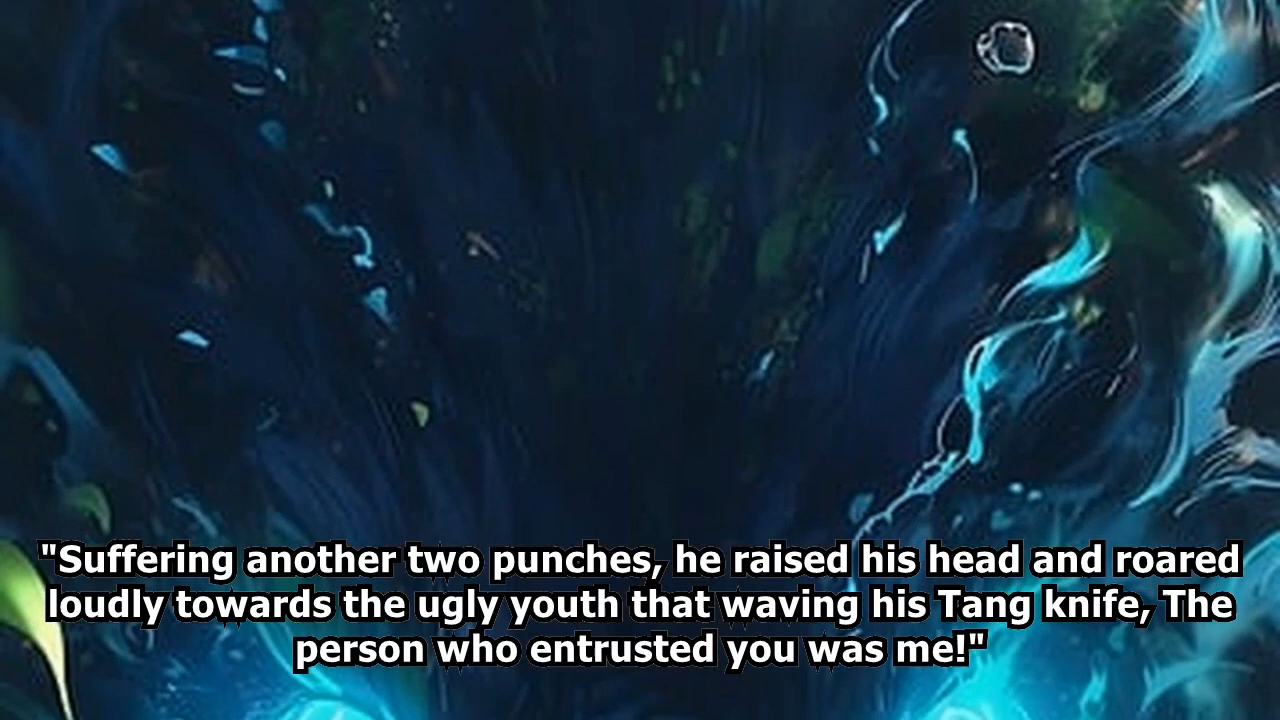 "Suffering another two punches, he raised his head and roared
loudly towards the ugly youth that waving his Tang knife, The
person who entrusted you was me!"